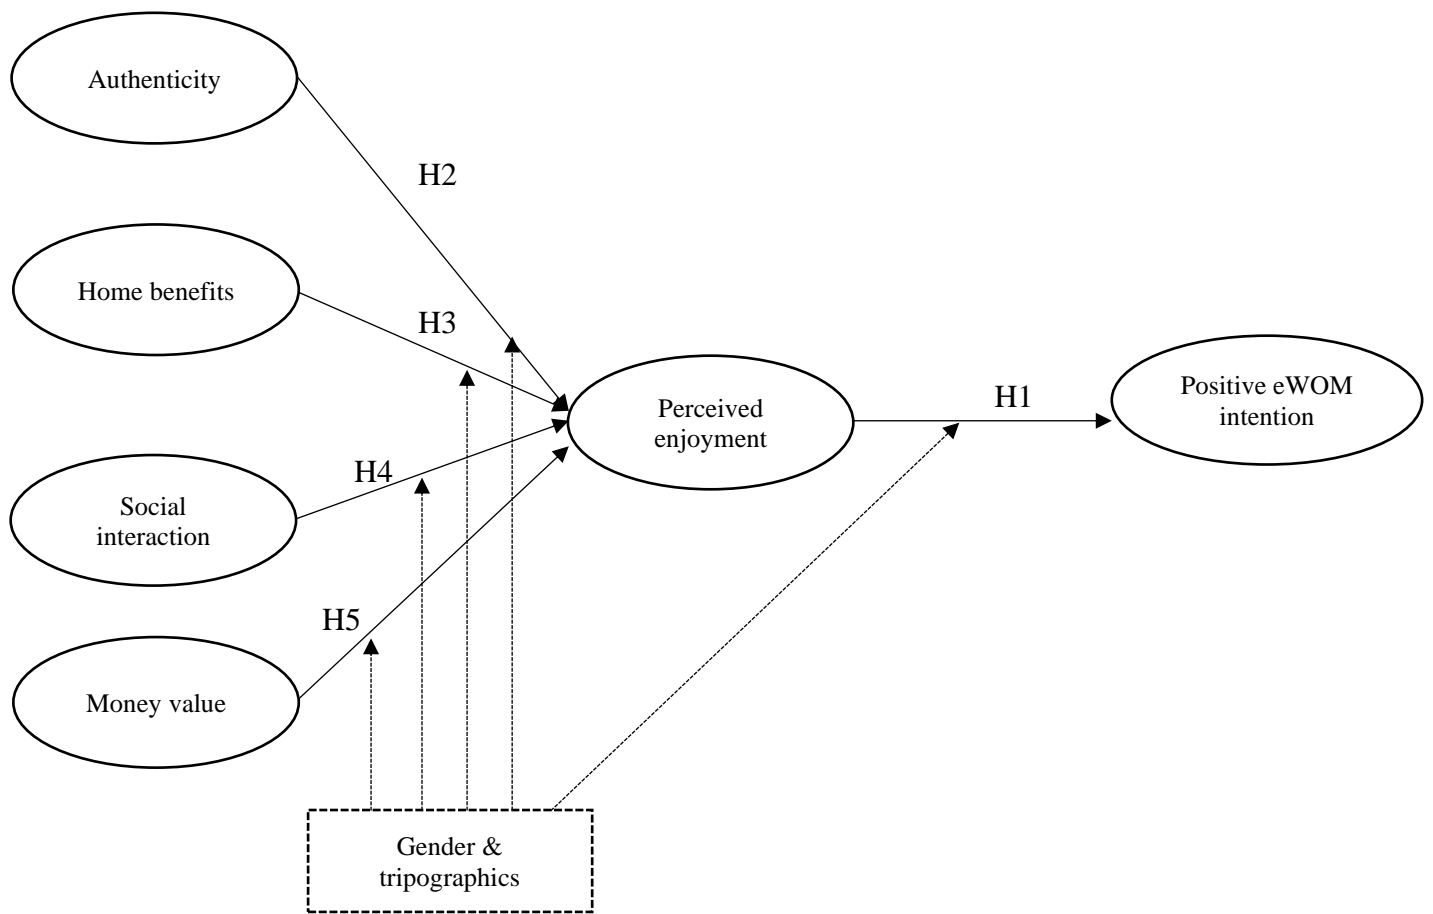 Authenticity
H2
Home benefits
H3
Perceived
enjoyment
H1
Positive eWOM
intention
H4
Social
interaction
H5
Money value
Gender &
tripographics